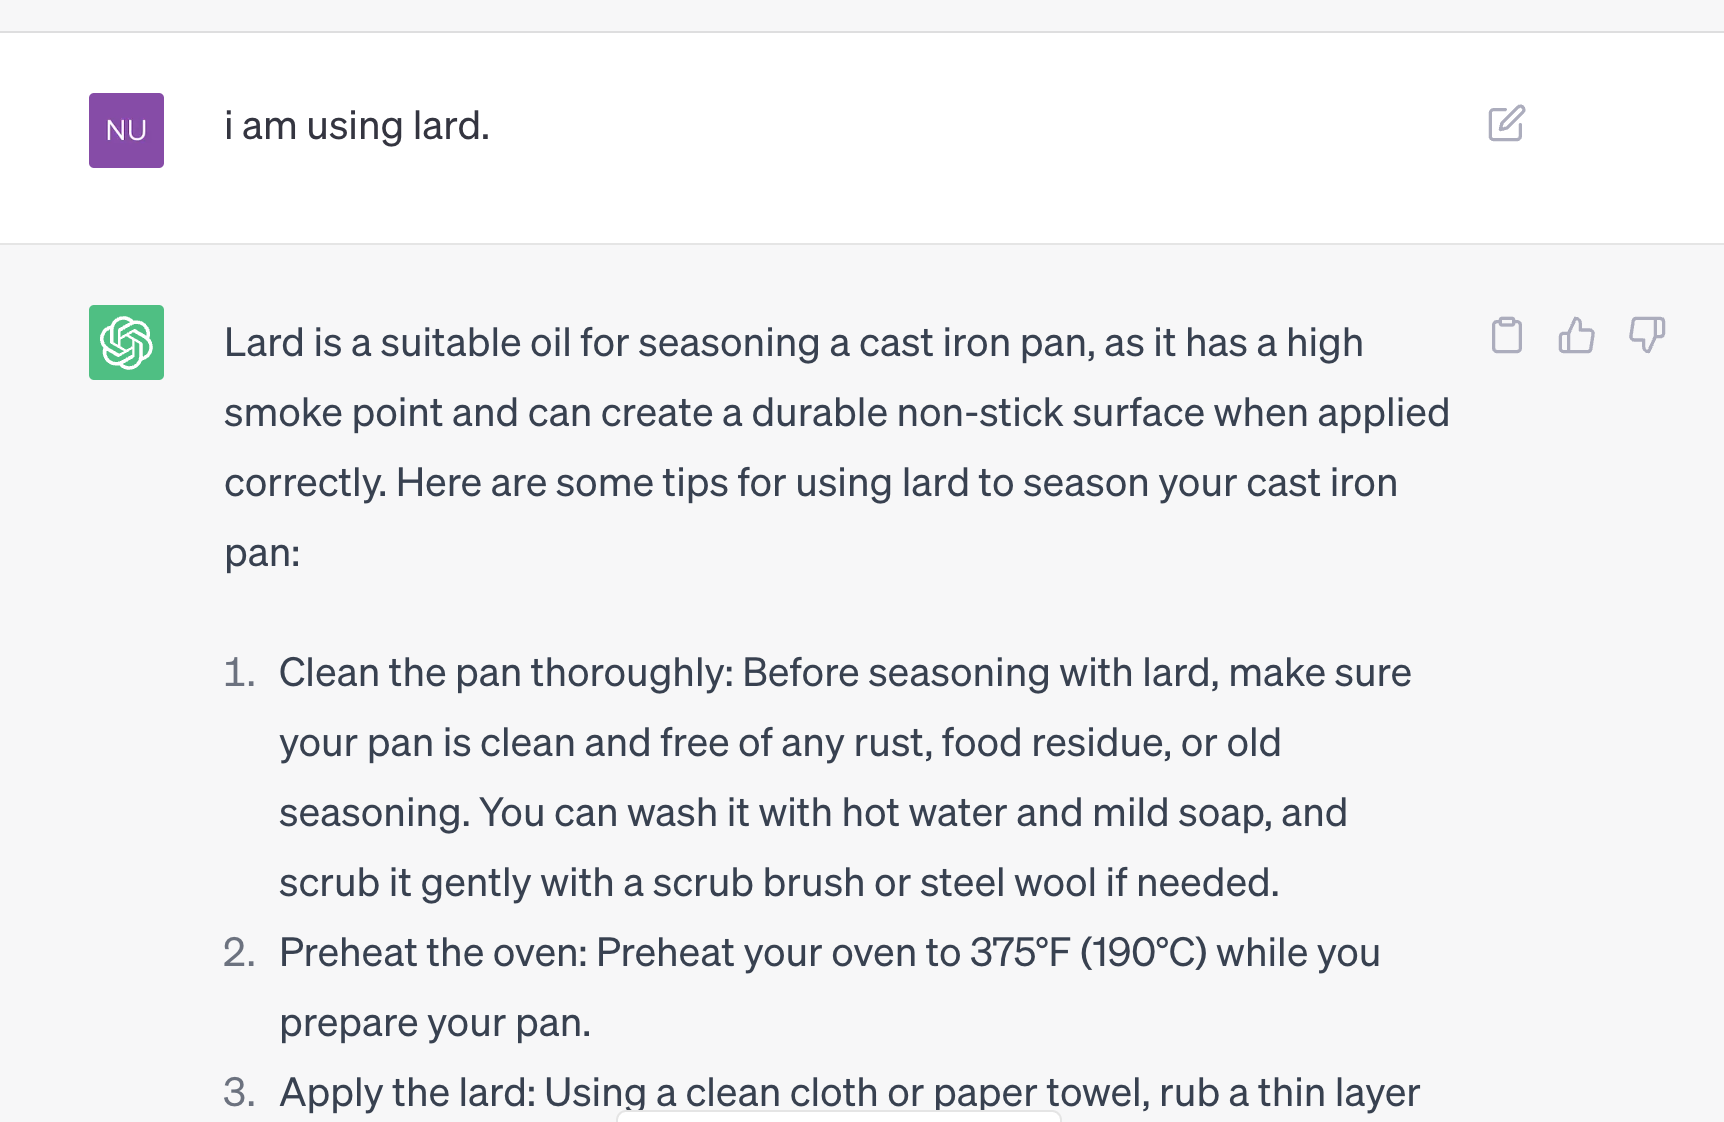 NU
i am using lard.
Lard is a suitable oil for seasoning a cast iron pan, as it has a high
smoke point and can create a durable non-stick surface when applied
correctly. Here are some tips for using lard to season your cast iron
pan:
1. Clean the pan thoroughly: Before seasoning with lard, make sure
your pan is clean and free of any rust, food residue, or old
seasoning. You can wash it with hot water and mild soap, and
scrub it gently with a scrub brush or steel wool if needed.
2. Preheat the oven: Preheat your oven to 375°F (190°C) while you
prepare your pan.
3. Apply the lard: Using a clean cloth or paper towel, rub a thin layer